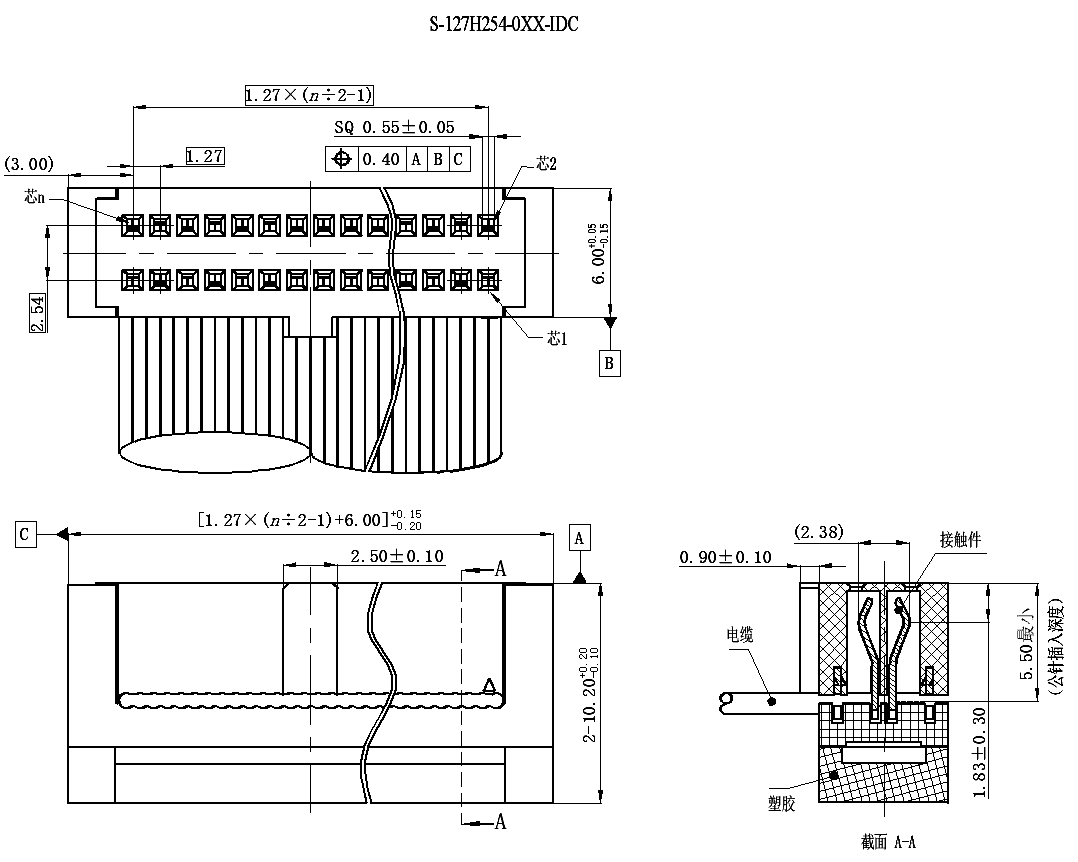 S-127H254-0XX-IDC
1.27×(n÷2-1)
SQ 0.55±0.05
⌖ 0.40 A B C
1.27
(3.00)
芯n
芯2
2.54
6.00 +0.05 -0.15
芯1
B
C
[1.27×(n÷2-1)+6.00] +0.15 -0.20
A
2.50±0.10
A
2-10.20 +0.20 -0.10
A
(2.38)
0.90±0.10
接触件
电缆
5.50最小
(公针插入深度)
1.83±0.30
塑胶
截面 A-A